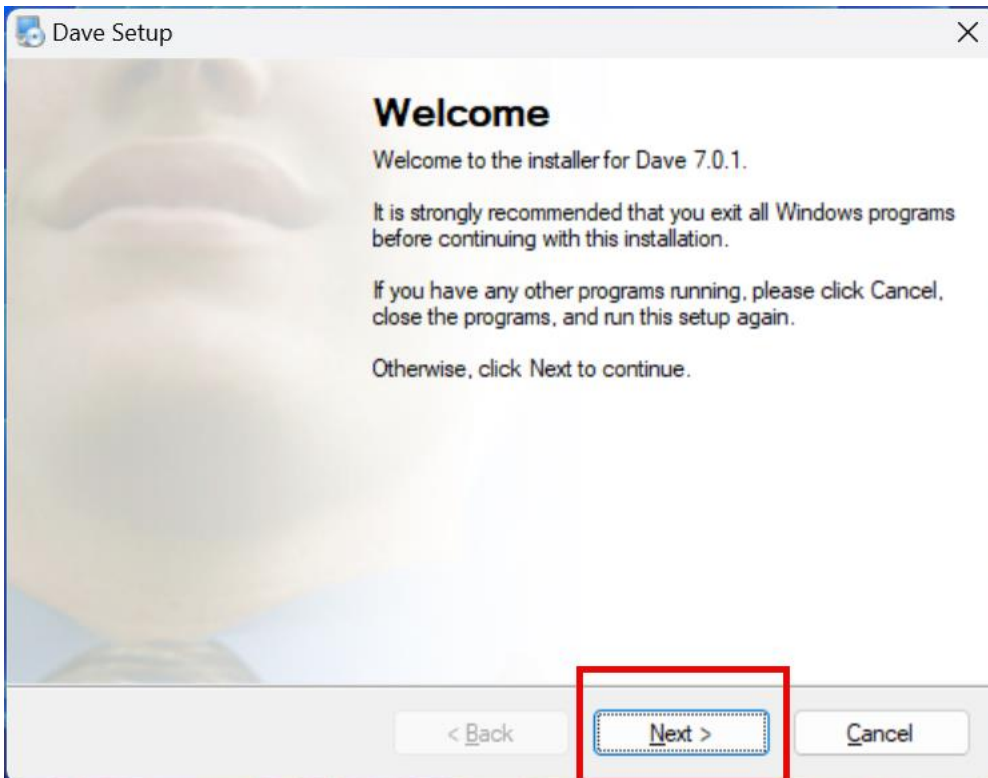 Dave Setup
Welcome
Welcome to the installer for Dave 7.0.1.
It is strongly recommended that you exit all Windows programs
before continuing with this installation.
If you have any other programs running, please click Cancel,
close the programs, and run this setup again.
Otherwise, click Next to continue.
< Back Next > Cancel